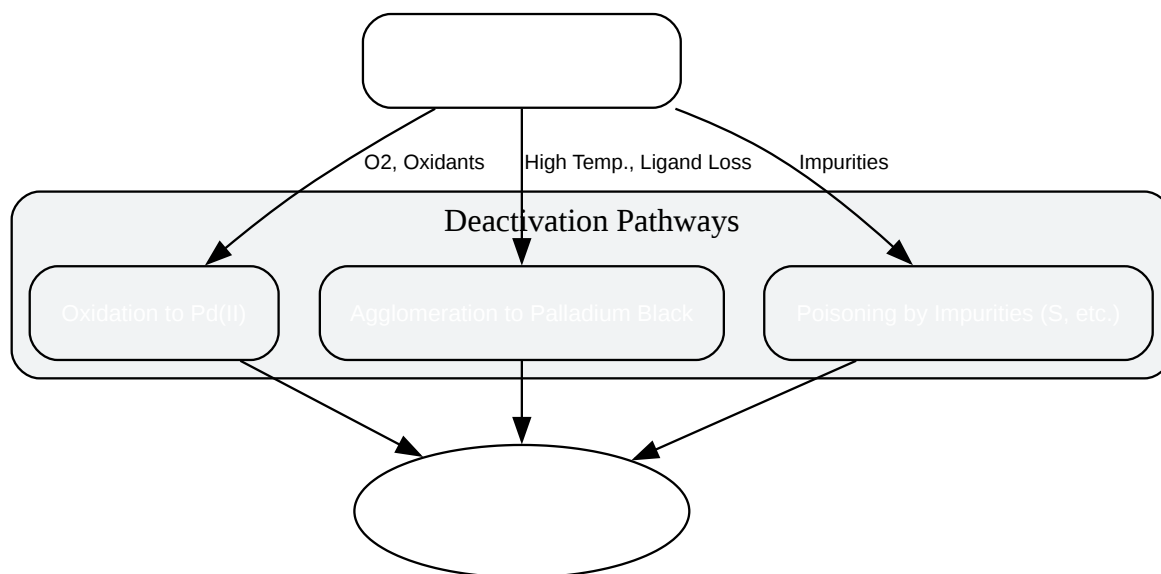 O2, Oxidants
High Temp., Ligand Loss
Impurities
Deactivation Pathways
Oxidation to Pd(II)
Agglomeration to Palladium Black
Poisoning by Impurities (S, etc.)